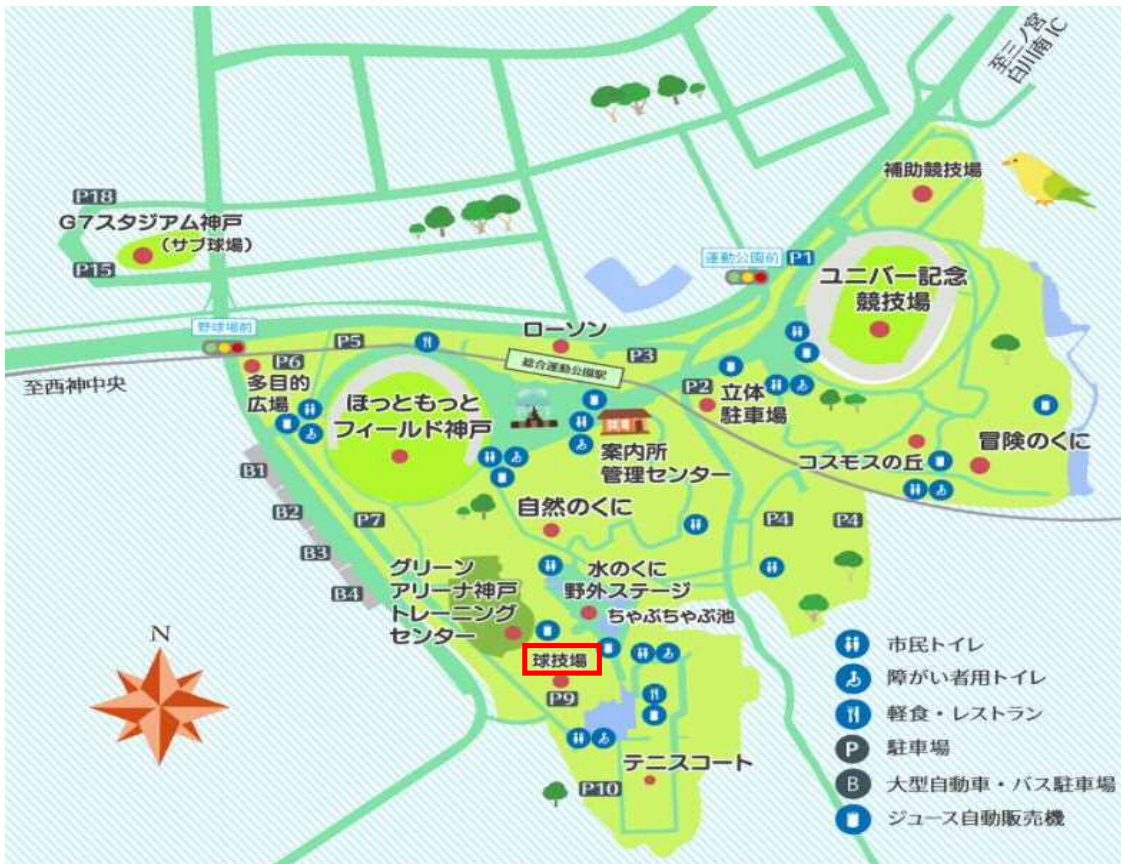 至三ノ宮
白川南IC
補助競技場
P18
G7スタジアム神戸
(サブ球場)
P15
運動公園前
P1
ユニバー記念
競技場
野球場前
P5
ローソン
P3
至西神中央
P6
多目的
広場
総合運動公園駅
P2
立体
駐車場
ほっともっと
フィールド神戸
案内所
管理センター
コスモスの丘
冒険のくに
B1
B2
B3
B4
P7
自然のくに
P4
P4
グリーン
アリーナ神戸
トレーニング
センター
水のくに
野外ステージ
ちゃぷちゃぷ池
球技場
P9
テニスコート
P10
N
市民トイレ
障がい者用トイレ
軽食・レストラン
P 駐車場
B 大型自動車・バス駐車場
ジュース自動販売機